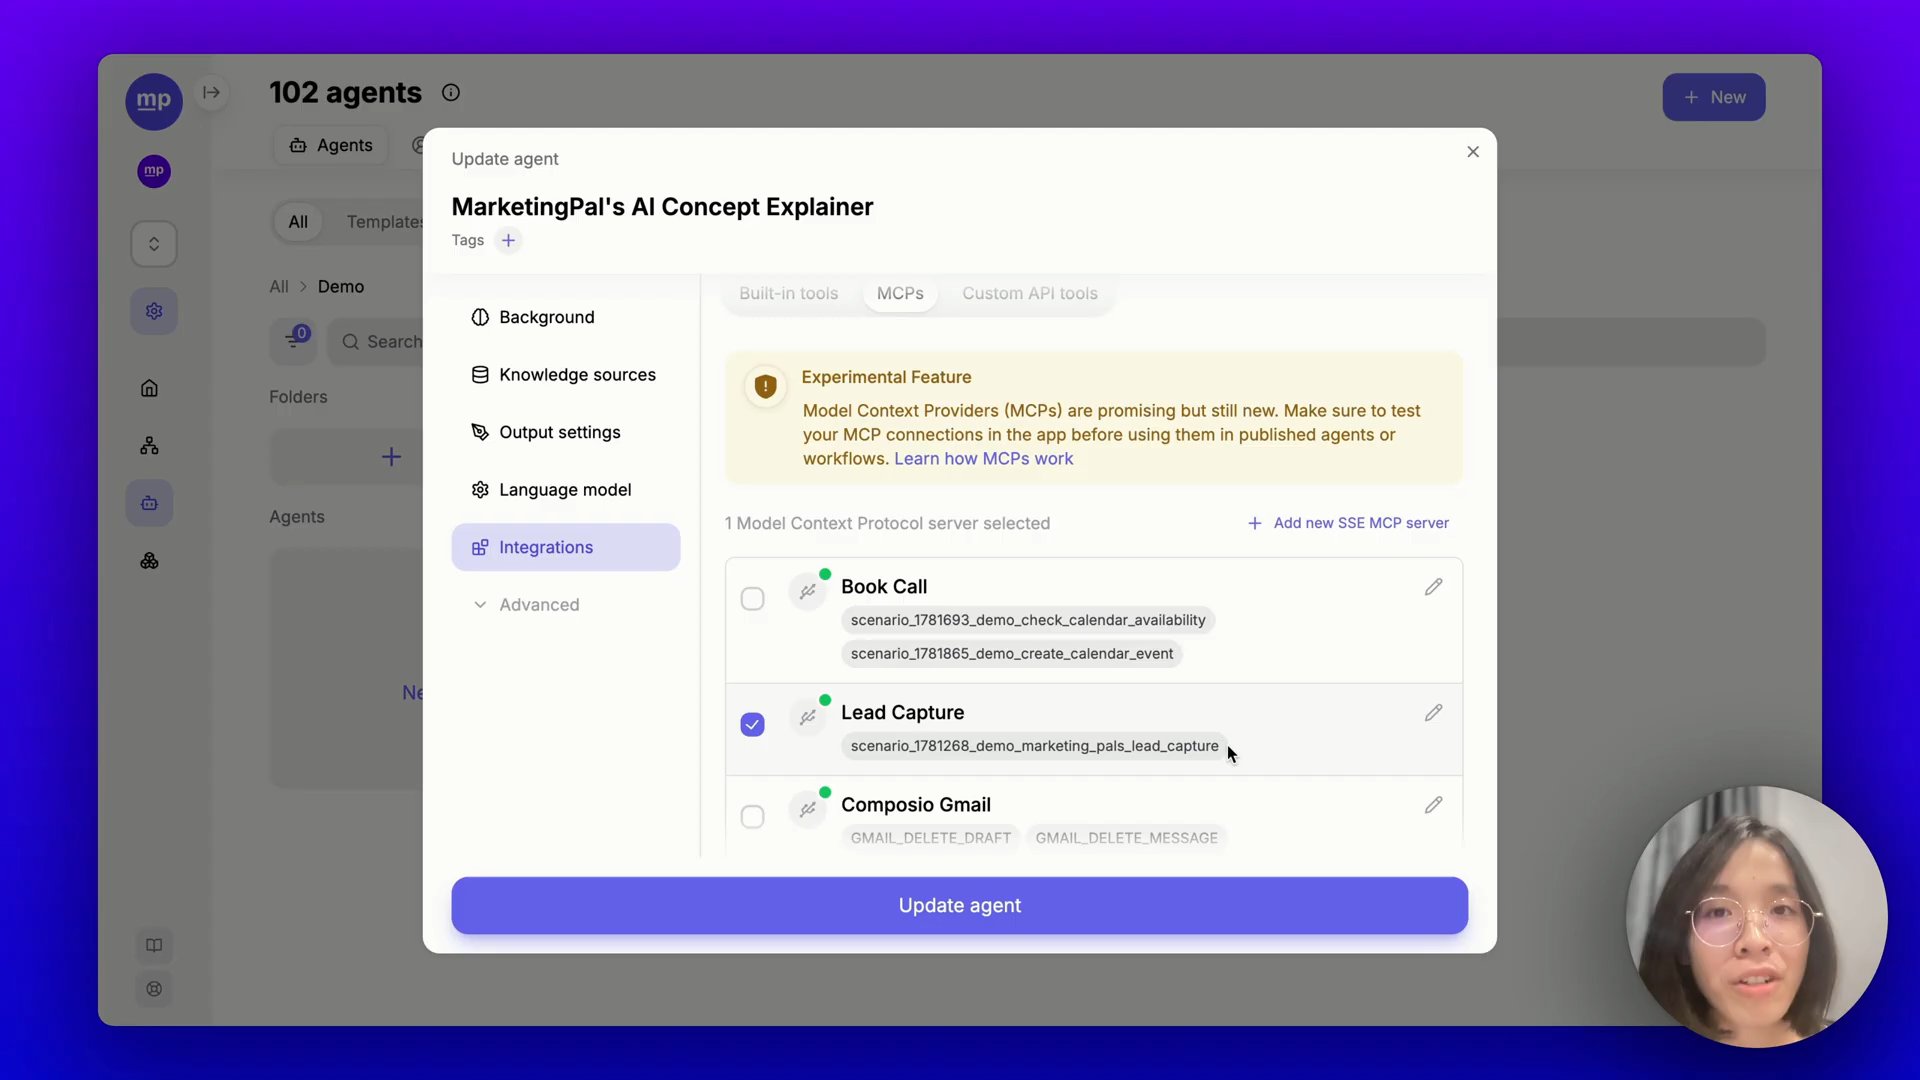 mp
102 agents
New
Agents
mp
All
Templates
All > Demo
0
Search
Folders
Agents
Update agent
MarketingPal's AI Concept Explainer
Tags
Background
Knowledge sources
Output settings
Language model
Integrations
Advanced
Built-in tools
MCPs
Custom API tools
Experimental Feature
Model Context Providers (MCPs) are promising but still new. Make sure to test
your MCP connections in the app before using them in published agents or
workflows. Learn how MCPs work
1 Model Context Protocol server selected
Add new SSE MCP server
Book Call
scenario_1781693_demo_check_calendar_availability
scenario_1781865_demo_create_calendar_event
Lead Capture
scenario_1781268_demo_marketing_pals_lead_capture
Composio Gmail
GMAIL_DELETE_DRAFT
GMAIL_DELETE_MESSAGE
Update agent